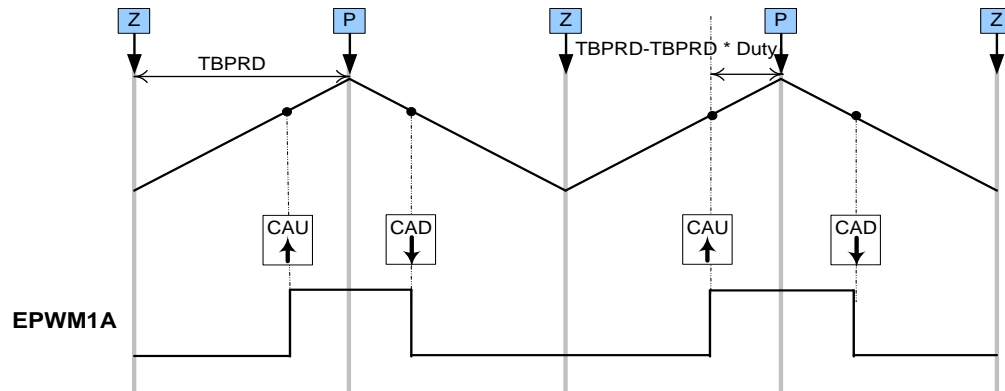 Z P Z P Z
TBPRD-TBPRD * Duty
TBPRD
CAU CAD CAU CAD
EPWM1A